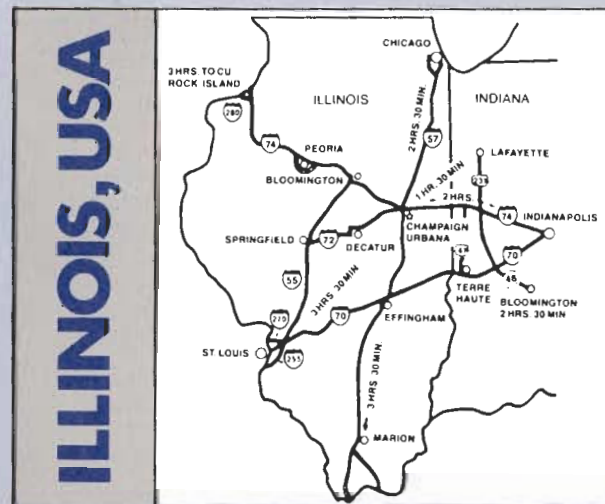 ILLINOIS, USA
CHICAGO
3 HRS. TO CU
ROCK ISLAND
ILLINOIS
INDIANA
2 HRS. 30 MIN.
280
74
57
PEORIA
LAFAYETTE
BLOOMINGTON
1 HR. 30 MIN
231
2 HRS.
74
INDIANAPOLIS
CHAMPAIGN
URBANA
SPRINGFIELD
72
DECATUR
70
55
3 HRS. 30 MIN
46
TERRE
HAUTE
BLOOMINGTON
2 HRS 30 MIN
270
70
EFFINGHAM
ST LOUIS
255
3 HRS. 30 MIN.
MARION